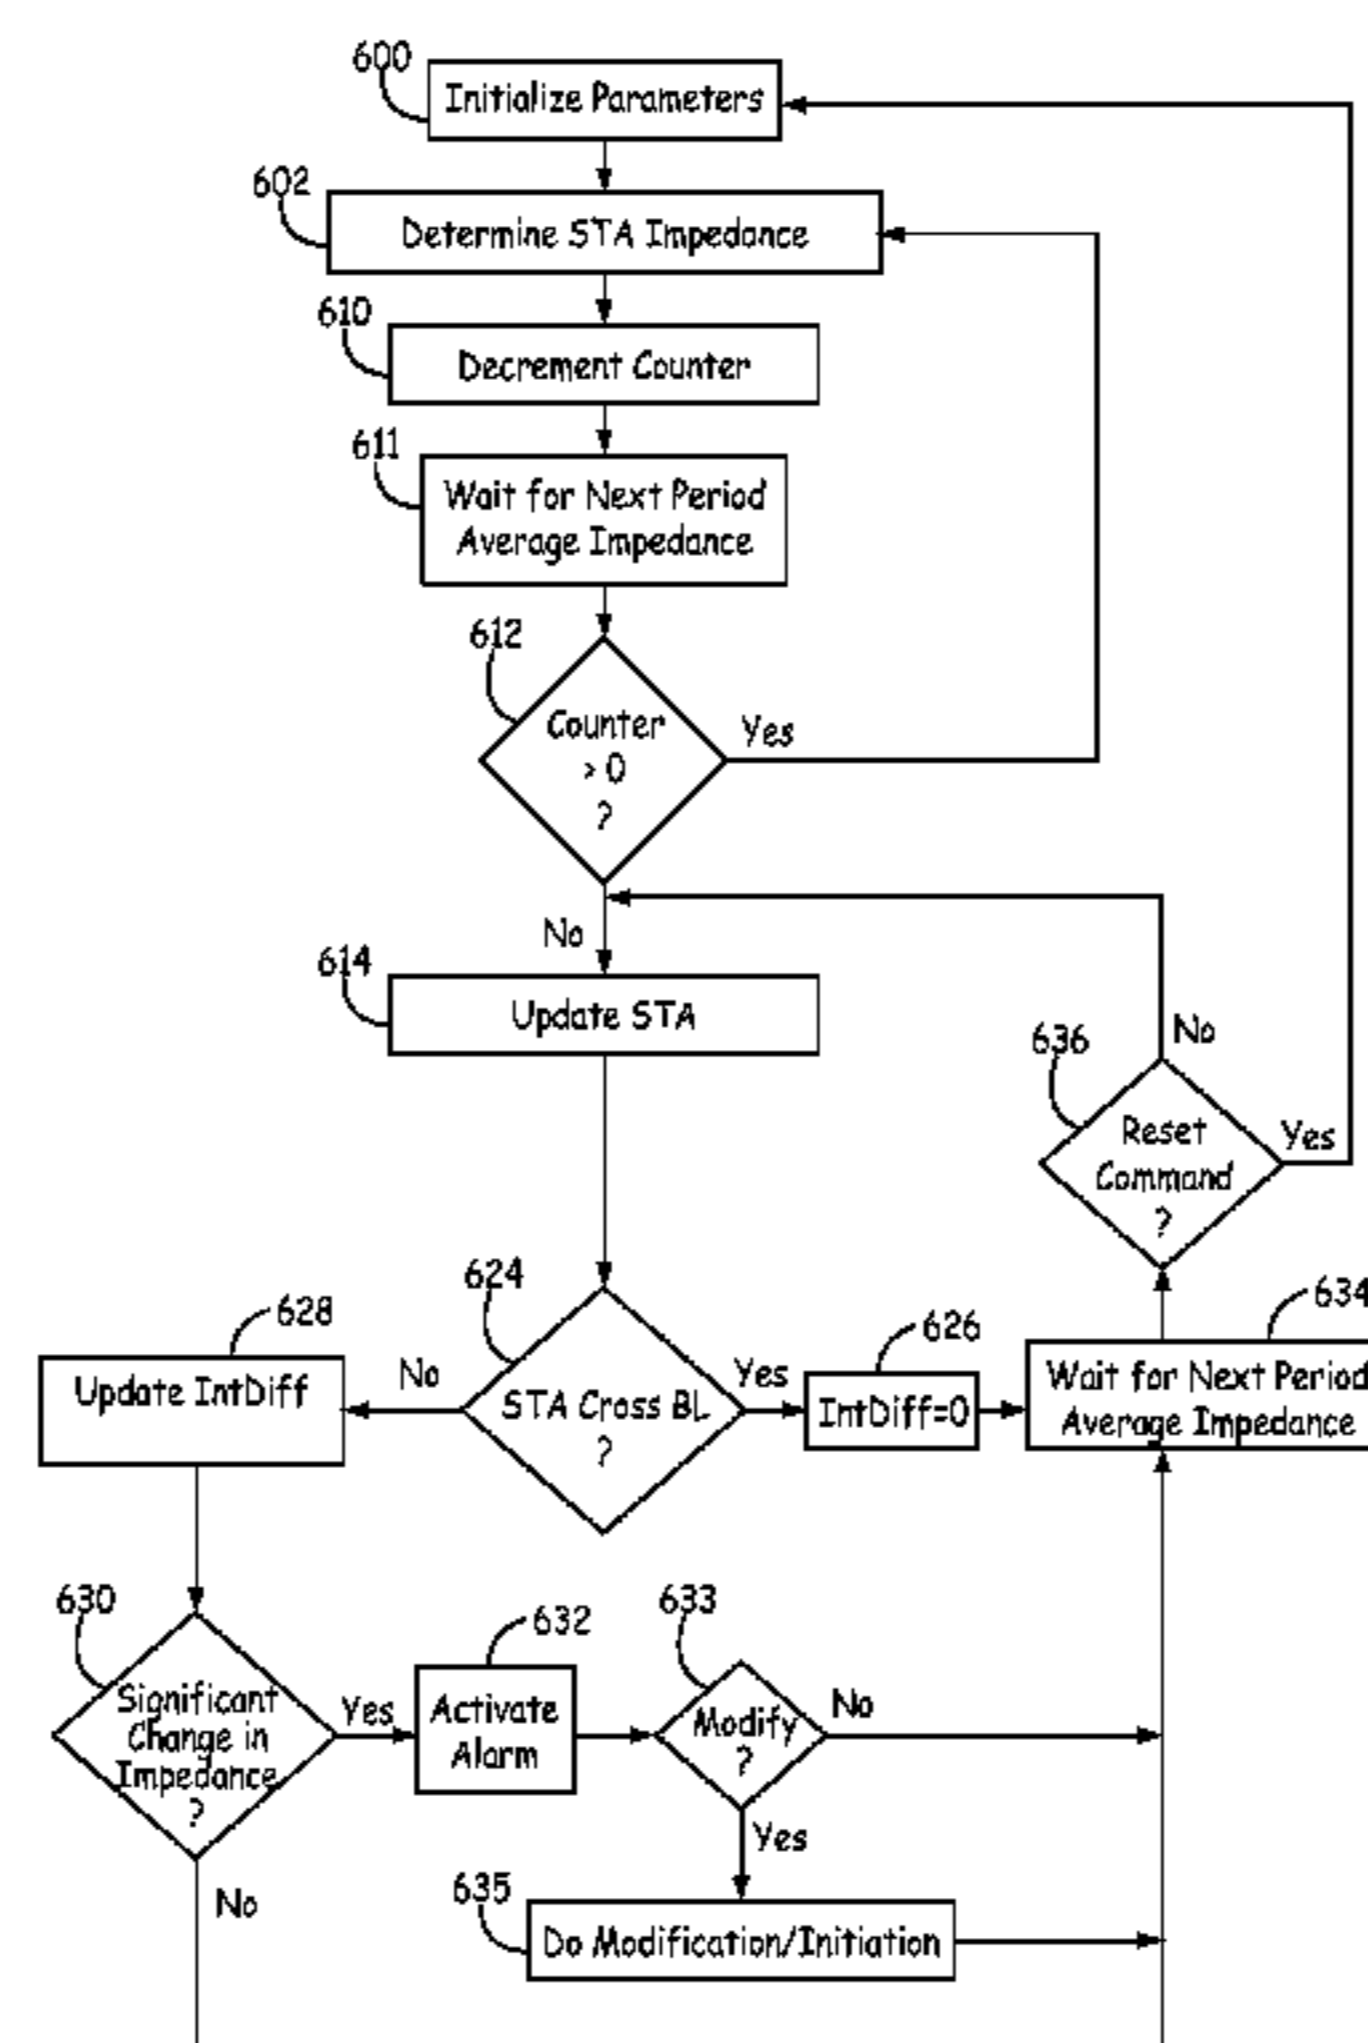 600
Initialize Parameters
602
Determine STA Impedance
610
Decrement Counter
611
Wait for Next Period
Average Impedance
612
Counter
> 0
?
Yes
No
614
Update STA
636
No
Reset
Command
?
Yes
624
STA Cross BL
?
No
Yes
628
Update IntDiff
626
IntDiff=0
634
Wait for Next Period
Average Impedance
630
Significant
Change in
Impedance
?
Yes
No
632
Activate
Alarm
633
Modify
?
No
Yes
635
Do Modification/Initiation